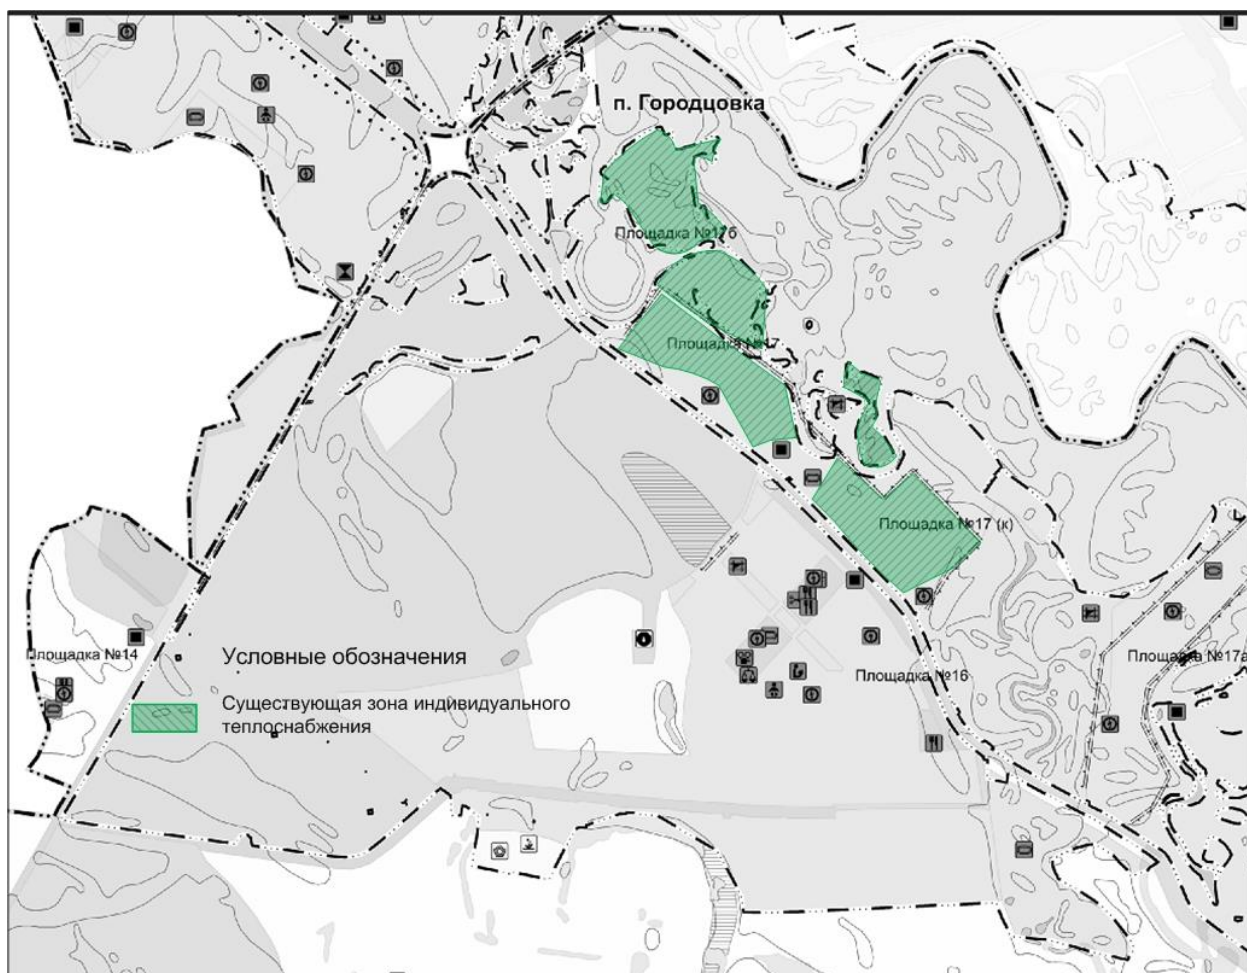 п. Городцовка
Площадка №17б
Площадка №17
Площадка №17 (к)
Площадка №14
Условные обозначения
Площадка №17а
Площадка №16
Существующая зона индивидуального
теплоснабжения